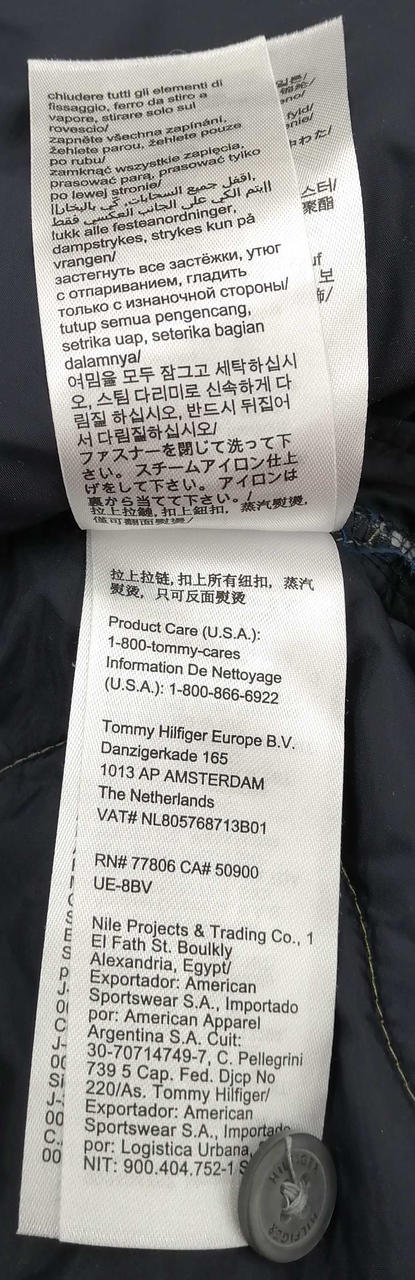 chiudere tutti gli elementi di
fissaggio, ferro da stiro a
vapore, stirare solo sul
rovescio/
zapněte všechna zapínání,
žehlete parou, žehlete pouze
po rubu/
zamknąć wszystkie zapięcia,
prasować parą, prasować tylko
po lewej stronie/
اقفل جميع السحابات، كي بالبخار
يتم الكي على الجانب العكسي فقط
lukk alle festeanordninger,
dampstrykes, strykes kun på
vrangen/
застегнуть все застёжки, утюг
с отпариванием, гладить
только с изнаночной стороны/
tutup semua pengencang,
setrika uap, seterika bagian
dalamnya/
여밈을 모두 잠그고 세탁하십시
오, 스팀 다리미로 신속하게 다
림질 하십시오, 반드시 뒤집어
서 다림질하십시오/
ファスナーを閉じて洗って下
さい。スチームアイロン仕上
げをして下さい。アイロンは
裏から当てて下さい。/
拉上拉鏈, 扣上鈕扣, 蒸汽熨燙,
僅可翻面熨燙/
拉上拉链, 扣上所有纽扣, 蒸汽
熨烫, 只可反面熨烫
Product Care (U.S.A.):
1-800-tommy-cares
Information De Nettoyage
(U.S.A.): 1-800-866-6922
Tommy Hilfiger Europe B.V.
Danzigerkade 165
1013 AP AMSTERDAM
The Netherlands
VAT# NL805768713B01
RN# 77806 CA# 50900
UE-8BV
Nile Projects & Trading Co., 1
El Fath St. Boulkly
Alexandria, Egypt/
Exportador: American
Sportswear S.A., Importado
por: American Apparel
Argentina S.A. Cuit:
30-70714749-7, C. Pellegrini
739 5 Cap. Fed. Djcp No
220/As. Tommy Hilfiger/
Exportador: American
Sportswear S.A., Importado
por: Logistica Urbana,
NIT: 900.404.752-1 S
HILFIGER
HILFIGER